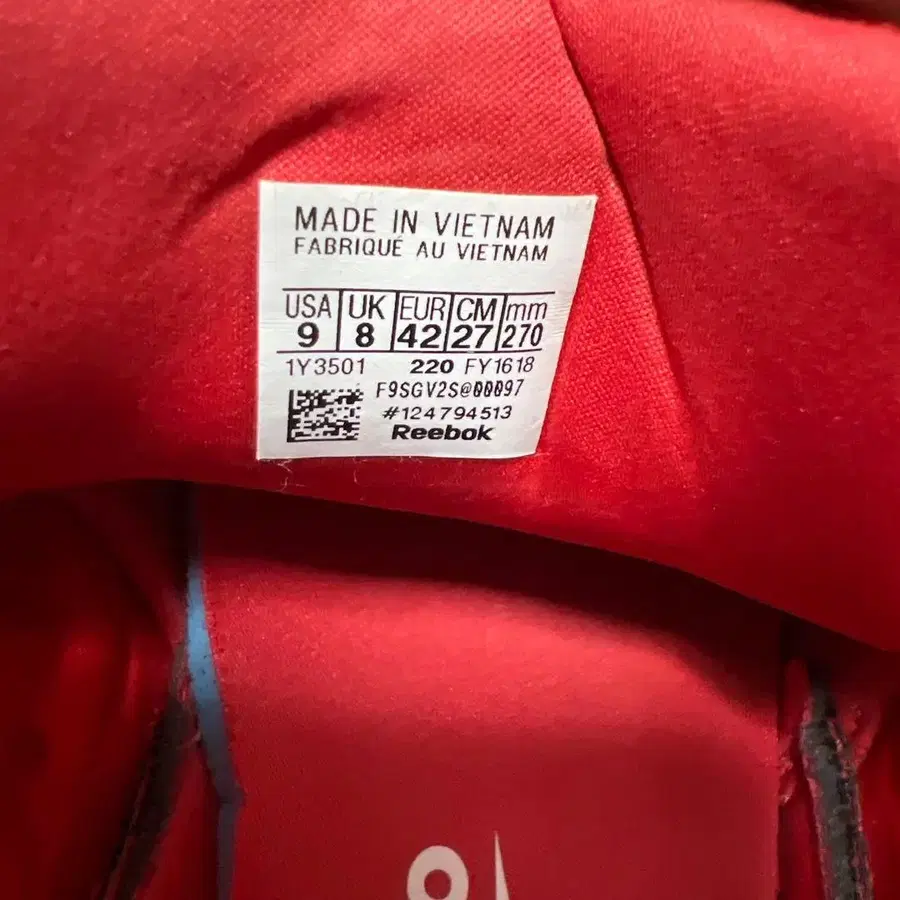 MADE IN VIETNAM
FABRIQUÉ AU VIETNAM
USA UK EUR CM mm
9 8 42 27 270
1Y3501 220 FY1618
F9SGV2S@00097
#124794513
Reebok